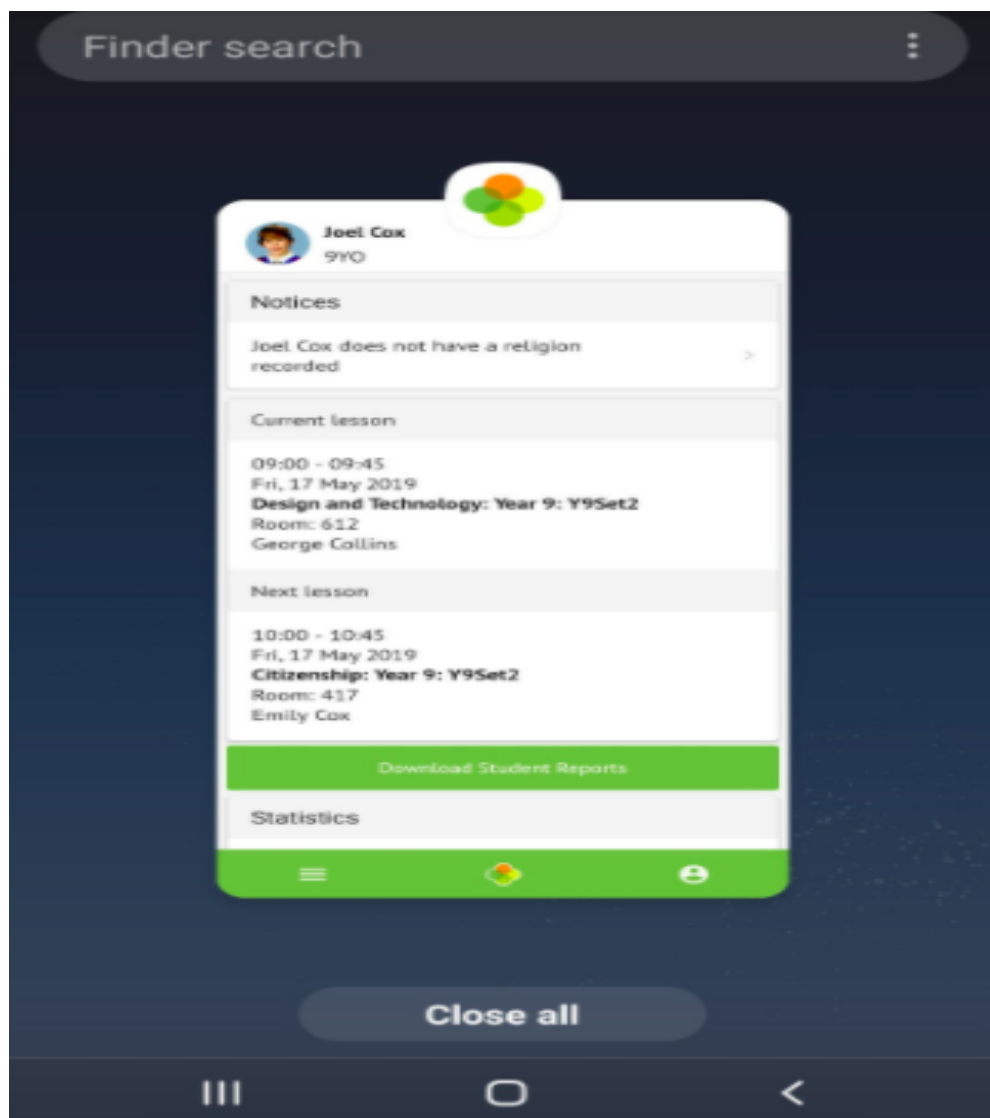 Finder search
Joel Cox
9YO
Notices
Joel Cox does not have a religion
recorded
Current lesson
09:00 - 09:45
Fri, 17 May 2019
Design and Technology: Year 9: Y9Set2
Room: 612
George Collins
Next lesson
10:00 - 10:45
Fri, 17 May 2019
Citizenship: Year 9: Y9Set2
Room: 417
Emily Cox
Download Student Reports
Statistics
Close all